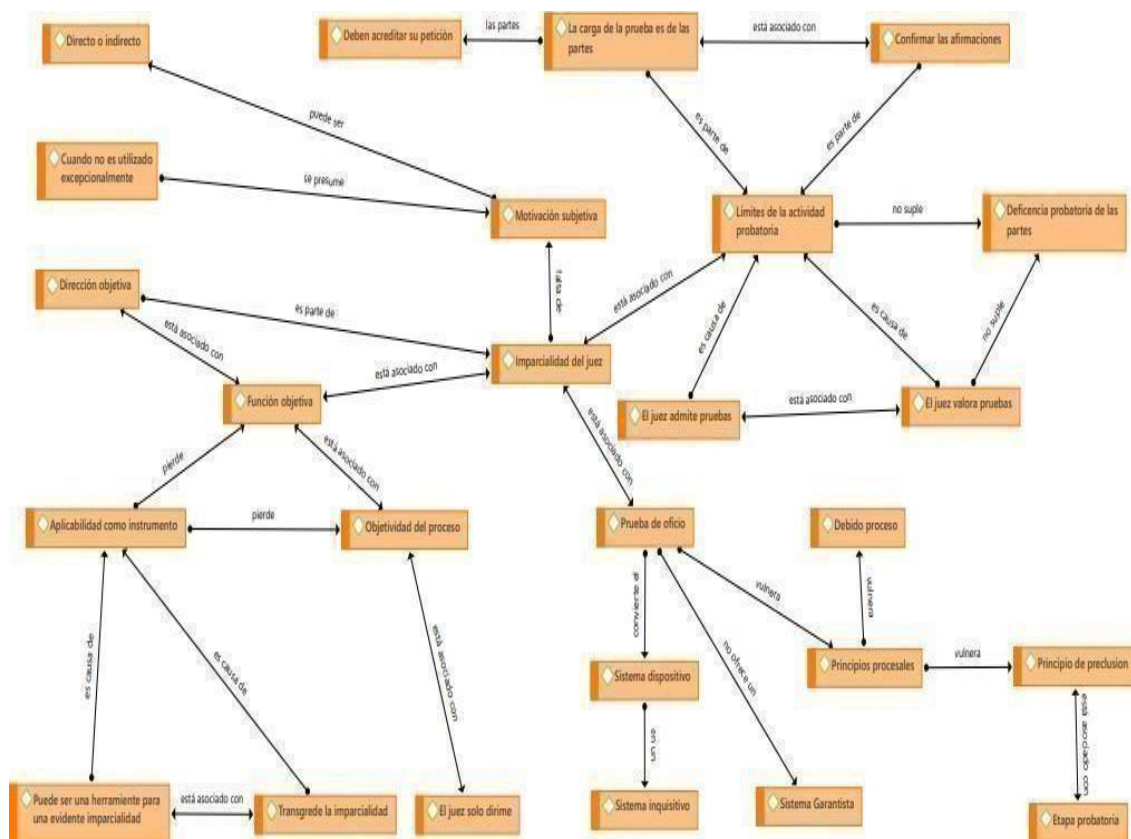 Directo o indirecto
Deben acreditar su petición
las partes
La carga de la prueba es de las
partes
está asociado con
Confirmar las afirmaciones
puede ser
es parte de
es parte de
Cuando no es utilizado
excepcionalmente
se presume
Motivación subjetiva
Límites de la actividad
probatoria
no suple
Deficencia probatoria de las
partes
Dirección objetiva
es parte de
falsa de
está asociado con
es causa de
es causa de
no suple
está asociado con
Imparcialidad del juez
está asociado con
Función objetiva
El juez admite pruebas
está asociado con
El juez valora pruebas
pierde
está asociado con
está asociado con
Aplicabilidad como instrumento
pierde
Objetividad del proceso
Prueba de oficio
Debido proceso
convierte el
vulnera
vulnera
no ofrece un
es causa de
es causa de
está asociado con
Sistema dispositivo
Principios procesales
vulnera
Principio de preclusion
en un
está asociado con
Puede ser una herramiente para
una evidente imparcialidad
está asociado con
Transgrede la imparcialidad
El juez solo dirime
Sistema inquisitivo
Sistema Garantista
Etapa probatoria